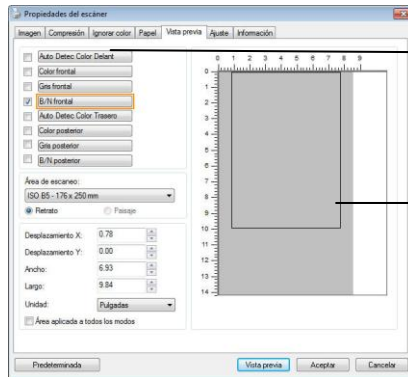 Propiedades del escáner
Imagen Compresión Ignorar color Papel Vista previa Ajuste Información
Auto Detec Color Delant
Color frontal
Gris frontal
B/N frontal
Auto Detec Color Trasero
Color posterior
Gris posterior
B/N posterior
Área de escaneo:
ISO B5 - 176 x 250 mm
Retrato Paisaje
Desplazamiento X: 0.78
Desplazamiento Y: 0.00
Ancho: 6.93
Largo: 9.84
Unidad: Pulgadas
Área aplicada a todos los modos
0 1 2 3 4 5 6 7 8 9
0
1
2
3
4
5
6
7
8
9
10
11
12
13
14
Predeterminada Vista previa Aceptar Cancelar